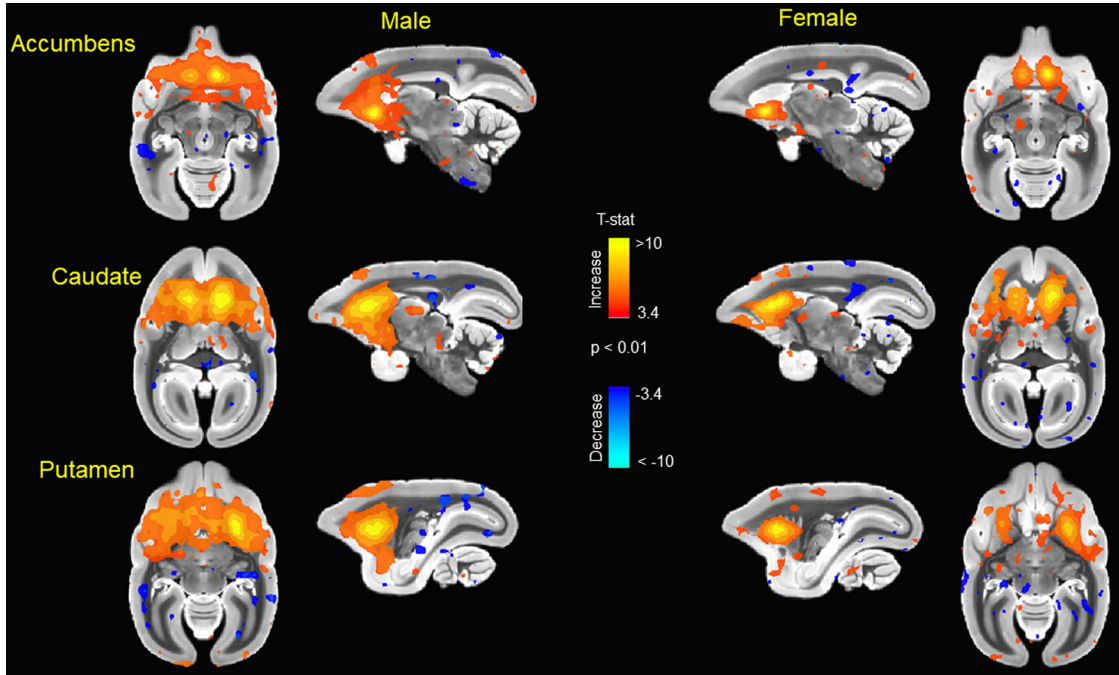 Male
Female
Accumbens
T-stat
>10
Increase
3.4
Caudate
p < 0.01
-3.4
Decrease
< -10
Putamen